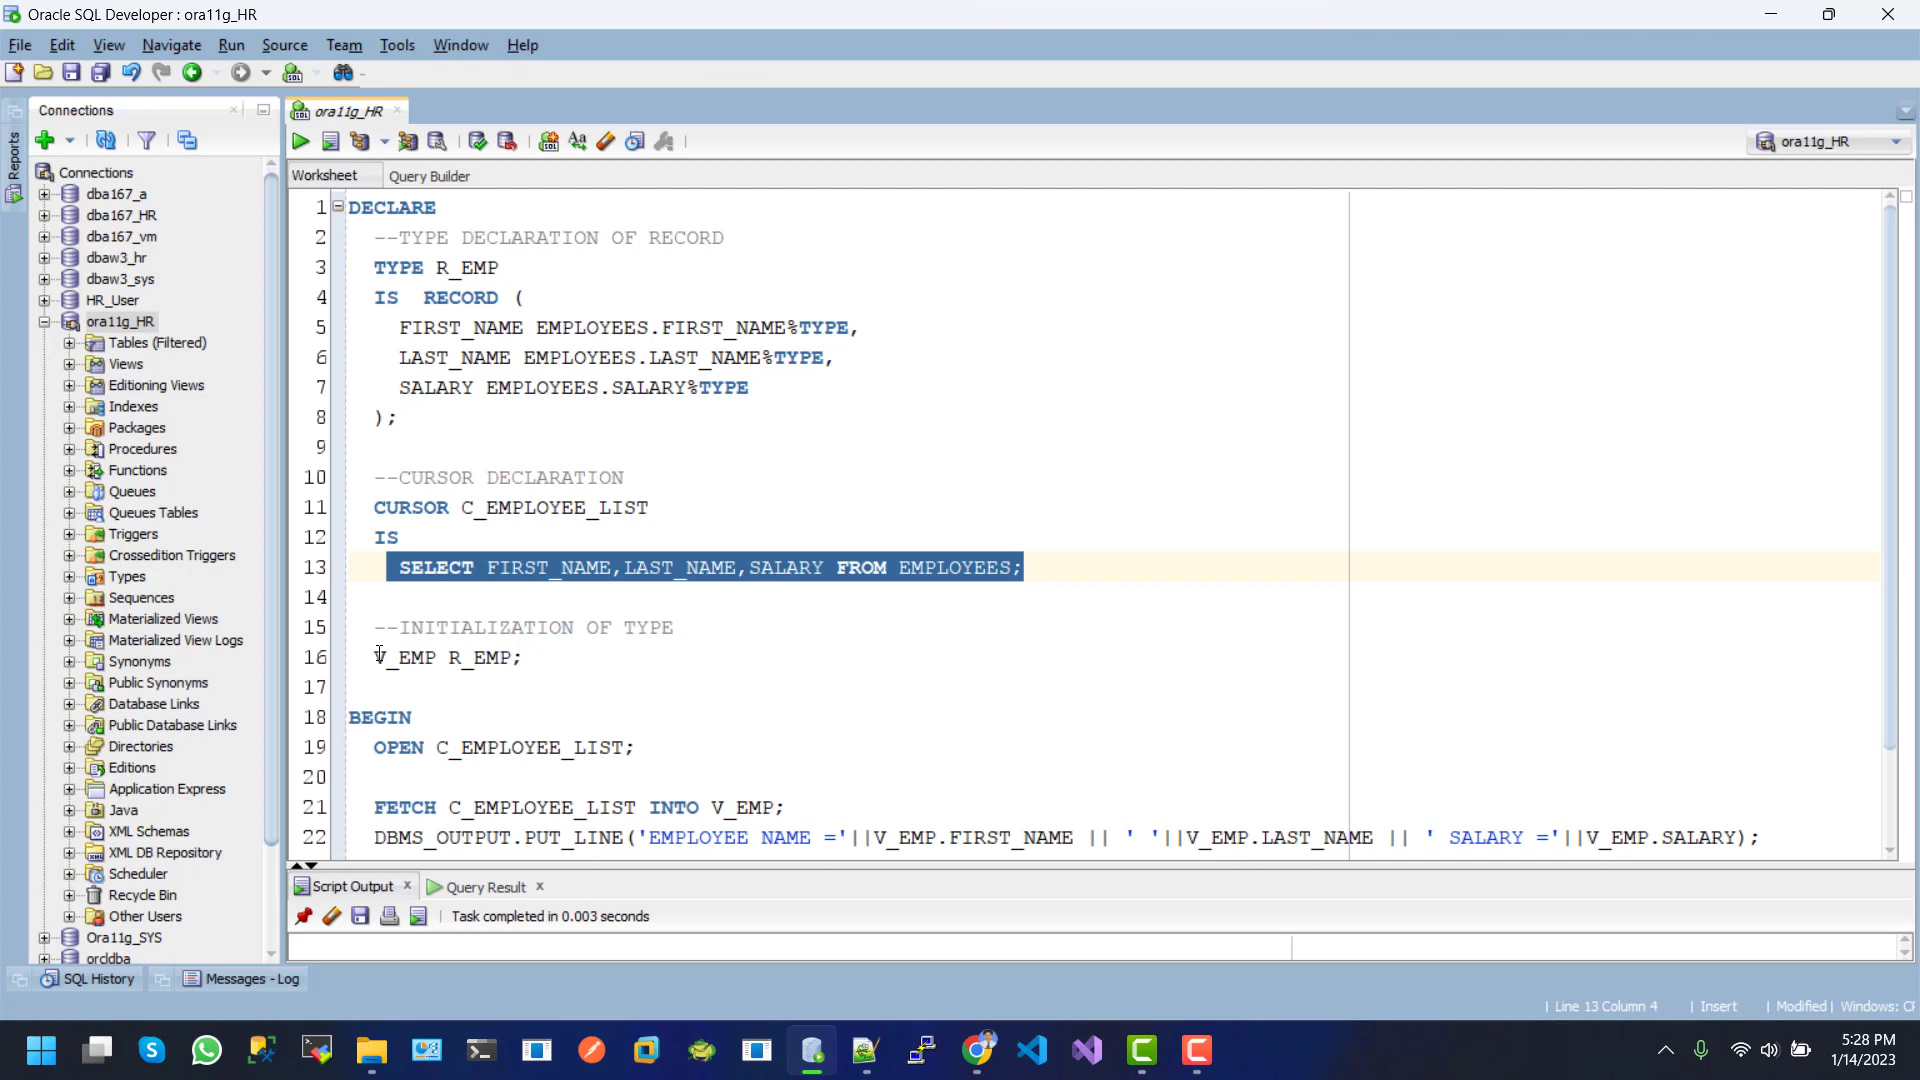 Oracle SQL Developer : ora11g_HR
File Edit View Navigate Run Source Team Tools Window Help
Reports
Connections
ora11g_HR
ora11g_HR
Worksheet Query Builder
Connections
dba167_a
dba167_HR
dba167_vm
dbaw3_hr
dbaw3_sys
HR_User
ora11g_HR
Tables (Filtered)
Views
Editioning Views
Indexes
Packages
Procedures
Functions
Queues
Queues Tables
Triggers
Crossedition Triggers
Types
Sequences
Materialized Views
Materialized View Logs
Synonyms
Public Synonyms
Database Links
Public Database Links
Directories
Editions
Application Express
Java
XML Schemas
XML DB Repository
Scheduler
Recycle Bin
Other Users
Ora11g_SYS
orcldba
1 DECLARE
2 --TYPE DECLARATION OF RECORD
3 TYPE R_EMP
4 IS  RECORD (
5 FIRST_NAME EMPLOYEES.FIRST_NAME%TYPE,
6 LAST_NAME EMPLOYEES.LAST_NAME%TYPE,
7 SALARY EMPLOYEES.SALARY%TYPE
8 );
9
10 --CURSOR DECLARATION
11 CURSOR C_EMPLOYEE_LIST
12 IS
13 SELECT FIRST_NAME,LAST_NAME,SALARY FROM EMPLOYEES;
14
15 --INITIALIZATION OF TYPE
16 V_EMP R_EMP;
17
18 BEGIN
19 OPEN C_EMPLOYEE_LIST;
20
21 FETCH C_EMPLOYEE_LIST INTO V_EMP;
22 DBMS_OUTPUT.PUT_LINE('EMPLOYEE NAME ='||V_EMP.FIRST_NAME || ' '||V_EMP.LAST_NAME || ' SALARY ='||V_EMP.SALARY);
Script Output Query Result
Task completed in 0.003 seconds
SQL History Messages - Log
Line 13 Column 4 | Insert | Modified | Windows: CF
5:28 PM
1/14/2023